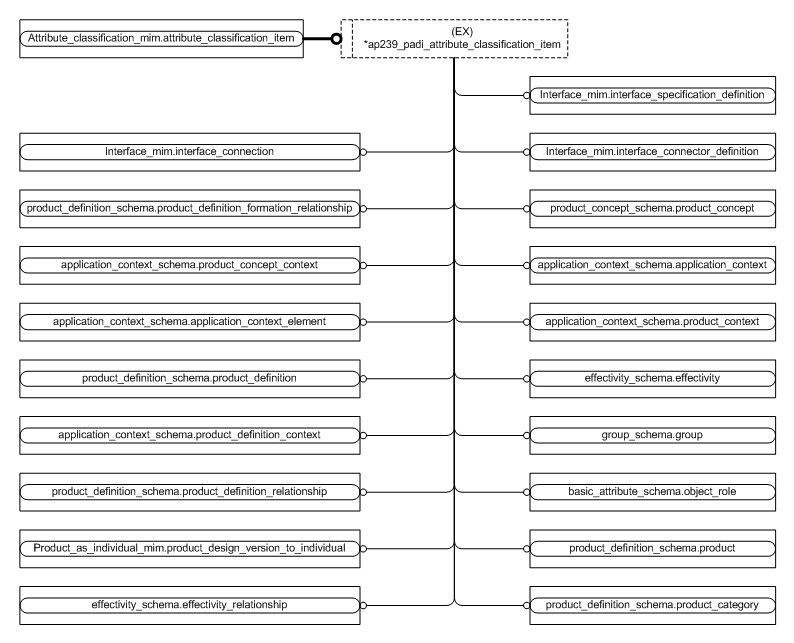 Attribute_classification_mim.attribute_classification_item
(EX)
*ap239_padi_attribute_classification_item
Interface_mim.interface_specification_definition
Interface_mim.interface_connection
Interface_mim.interface_connector_definition
product_definition_schema.product_definition_formation_relationship
product_concept_schema.product_concept
application_context_schema.product_concept_context
application_context_schema.application_context
application_context_schema.application_context_element
application_context_schema.product_context
product_definition_schema.product_definition
effectivity_schema.effectivity
application_context_schema.product_definition_context
group_schema.group
product_definition_schema.product_definition_relationship
basic_attribute_schema.object_role
Product_as_individual_mim.product_design_version_to_individual
product_definition_schema.product
effectivity_schema.effectivity_relationship
product_definition_schema.product_category